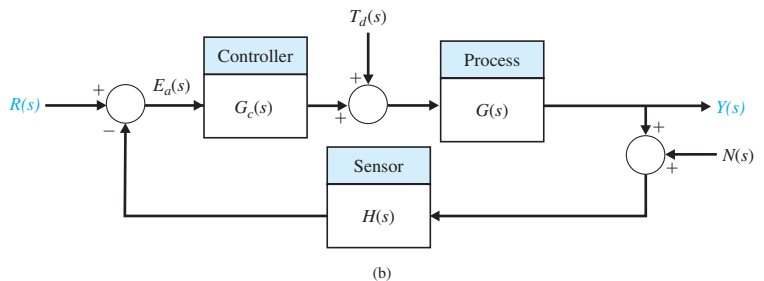 T_d(s)
Controller
Process
+
E_a(s)
+
R(s)
G_c(s)
G(s)
Y(s)
−
+
+
N(s)
+
Sensor
H(s)
(b)